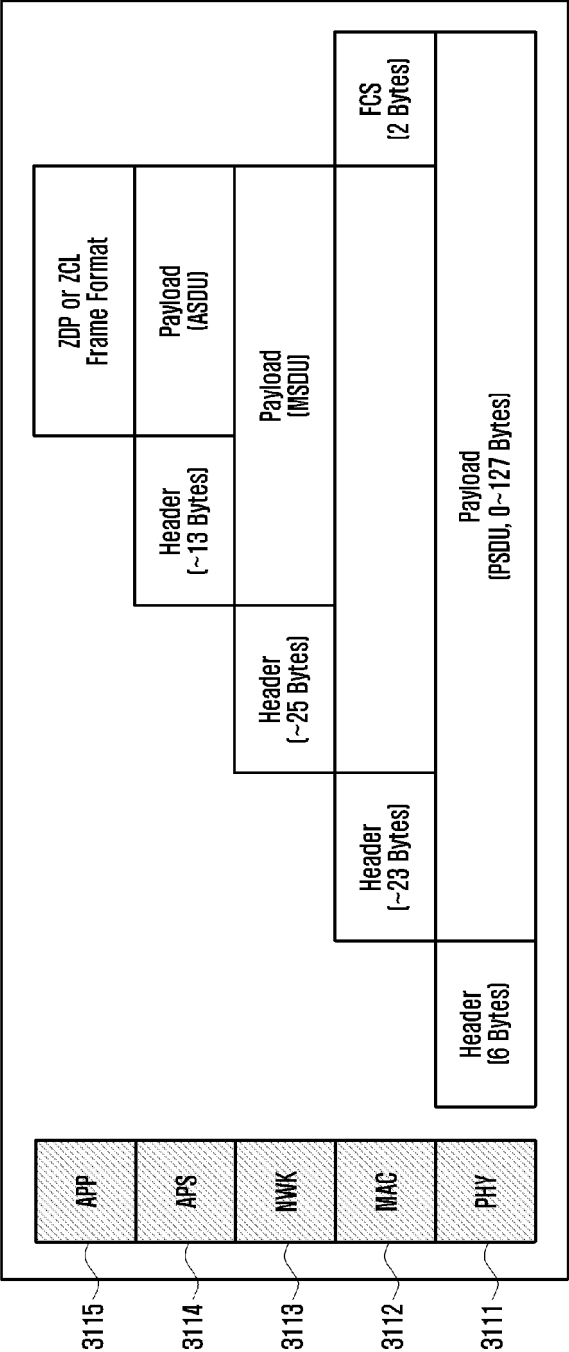 3115
APP
ZDP or ZCL
Frame Format
3114
APS
Header
(~13 Bytes)
Payload
(ASDU)
3113
NWK
Header
(~25 Bytes)
Payload
(MSDU)
3112
MAC
Header
(~23 Bytes)
FCS
(2 Bytes)
3111
PHY
Header
(6 Bytes)
Payload
(PSDU, 0~127 Bytes)